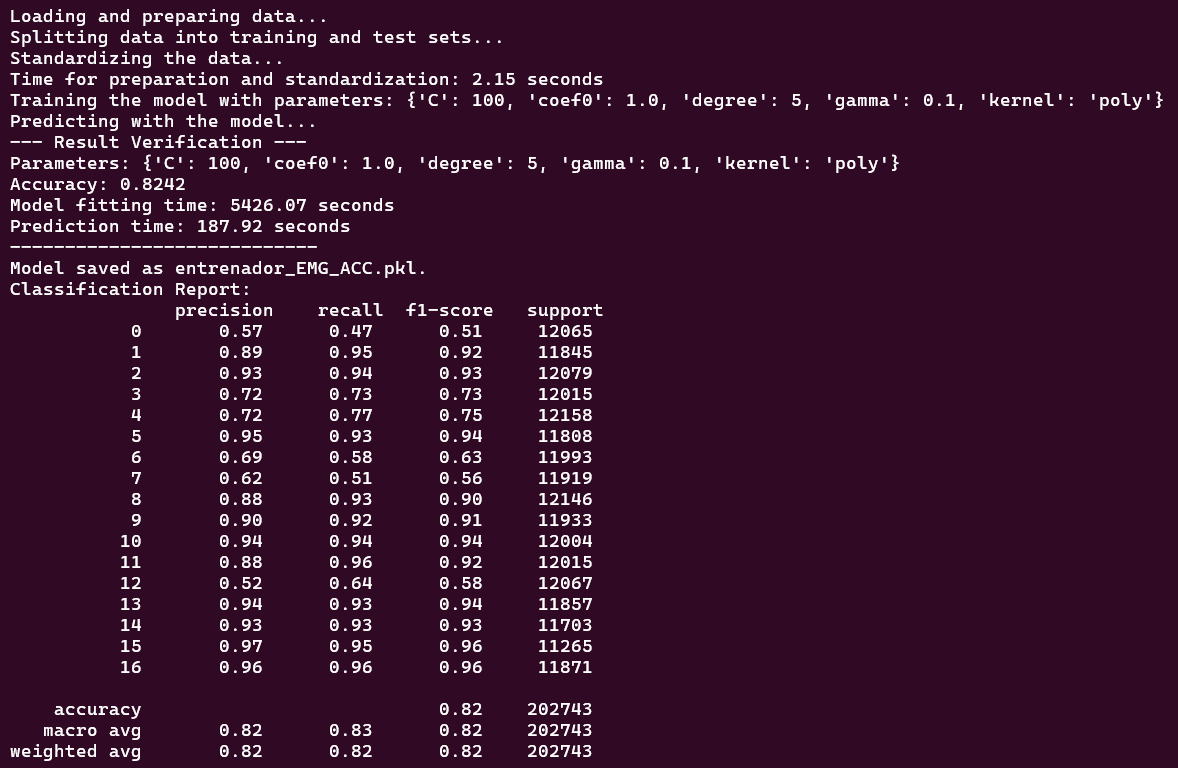 Loading and preparing data...
Splitting data into training and test sets...
Standardizing the data...
Time for preparation and standardization: 2.15 seconds
Training the model with parameters: {'C': 100, 'coef0': 1.0, 'degree': 5, 'gamma': 0.1, 'kernel': 'poly'}
Predicting with the model...
--- Result Verification ---
Parameters: {'C': 100, 'coef0': 1.0, 'degree': 5, 'gamma': 0.1, 'kernel': 'poly'}
Accuracy: 0.8242
Model fitting time: 5426.07 seconds
Prediction time: 187.92 seconds
----------------------------
Model saved as entrenador_EMG_ACC.pkl.
Classification Report:
               precision    recall  f1-score   support
           0       0.57      0.47      0.51     12065
           1       0.89      0.95      0.92     11845
           2       0.93      0.94      0.93     12079
           3       0.72      0.73      0.73     12015
           4       0.72      0.77      0.75     12158
           5       0.95      0.93      0.94     11808
           6       0.69      0.58      0.63     11993
           7       0.62      0.51      0.56     11919
           8       0.88      0.93      0.90     12146
           9       0.90      0.92      0.91     11933
          10       0.94      0.94      0.94     12004
          11       0.88      0.96      0.92     12015
          12       0.52      0.64      0.58     12067
          13       0.94      0.93      0.94     11857
          14       0.93      0.93      0.93     11703
          15       0.97      0.95      0.96     11265
          16       0.96      0.96      0.96     11871
    accuracy                           0.82    202743
   macro avg       0.82      0.83      0.82    202743
weighted avg       0.82      0.82      0.82    202743